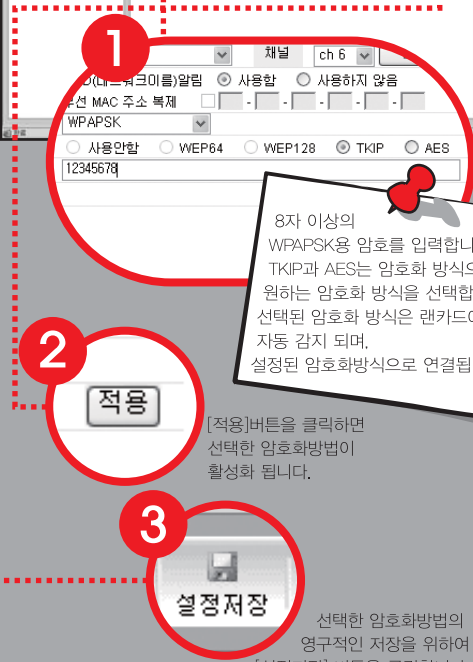 1
채널 ch 6
알림 사용함 사용하지 않음
MAC 주소 복제 - - - - -
WPAPSK
사용안함 WEP64 WEP128 TKIP AES
12345678
8자 이상의
WPAPSK용 암호를 입력합니
TKIP과 AES는 암호화 방식으
원하는 암호화 방식을 선택합
선택된 암호화 방식은 랜카드에
자동 감지 되며,
설정된 암호화방식으로 연결됩
2
적용
[적용]버튼을 클릭하면
선택한 암호화방법이
활성화 됩니다.
3
설정저장
선택한 암호화방법의
영구적인 저장을 위하여